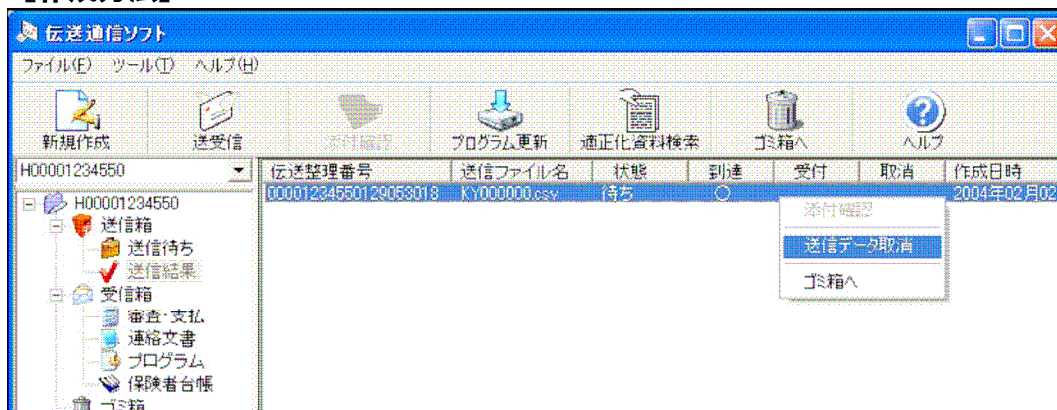 伝送通信ソフト
ファイル(F) ツール(T) ヘルプ(H)
新規作成 送受信 添付確認 プログラム更新 適正化資料検索 ゴミ箱へ ヘルプ
H00001234550
伝送整理番号 送信ファイル名 状態 到達 受付 取消 作成日時
00001234550129053018 KY000000.csv 待ち ○ 2004年02月02
H00001234550
添付確認
送信箱
送信待ち
送信データ取消
送信結果
ゴミ箱へ
受信箱
審査・支払
連絡文書
プログラム
保険者台帳
ゴミ箱